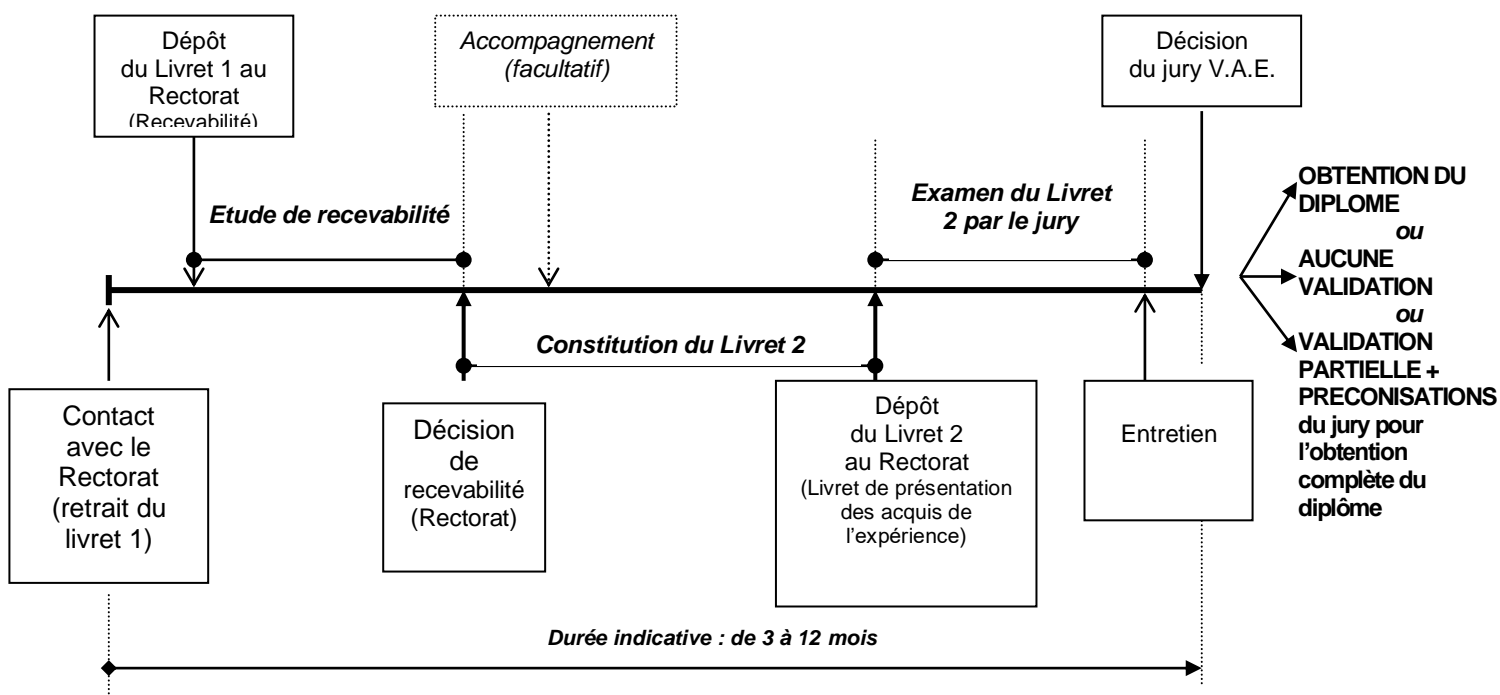 Dépôt
du Livret 1 au
Rectorat
(Recevabilité)
Accompagnement
(facultatif)
Décision
du jury V.A.E.
Etude de recevabilité
Examen du Livret
2 par le jury
OBTENTION DU
DIPLOME
ou
AUCUNE
VALIDATION
ou
VALIDATION
PARTIELLE +
PRECONISATIONS
du jury pour
l’obtention
complète du
diplôme
Constitution du Livret 2
Contact
avec le
Rectorat
(retrait du
livret 1)
Décision
de
recevabilité
(Rectorat)
Dépôt
du Livret 2
au Rectorat
(Livret de présentation
des acquis de
l’expérience)
Entretien
Durée indicative : de 3 à 12 mois